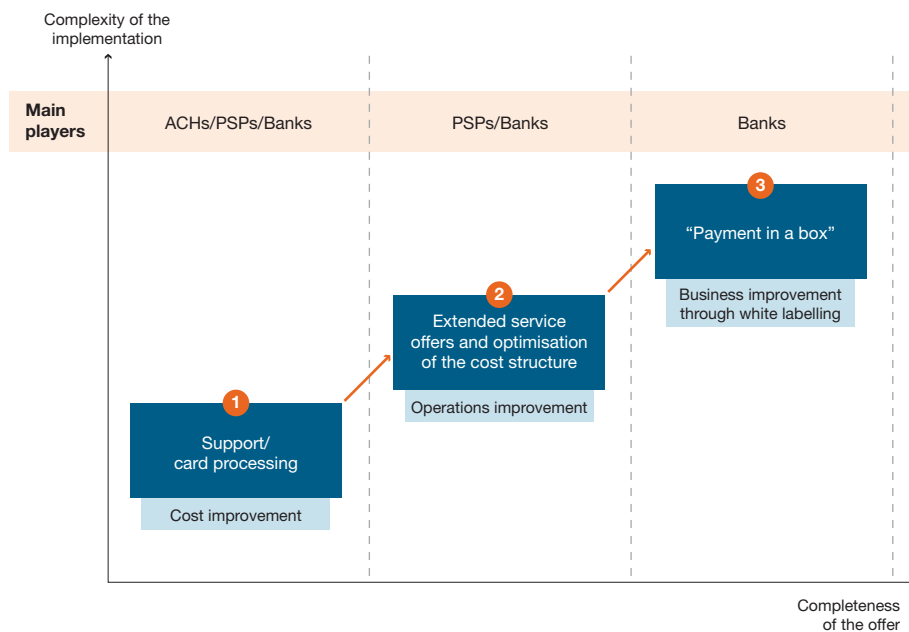 Complexity of the
implementation
Main
players
ACHs/PSPs/Banks
PSPs/Banks
Banks
3
“Payment in a box”
Business improvement
through white labelling
2
Extended service
offers and optimisation
of the cost structure
Operations improvement
1
Support/
card processing
Cost improvement
Completeness
of the offer